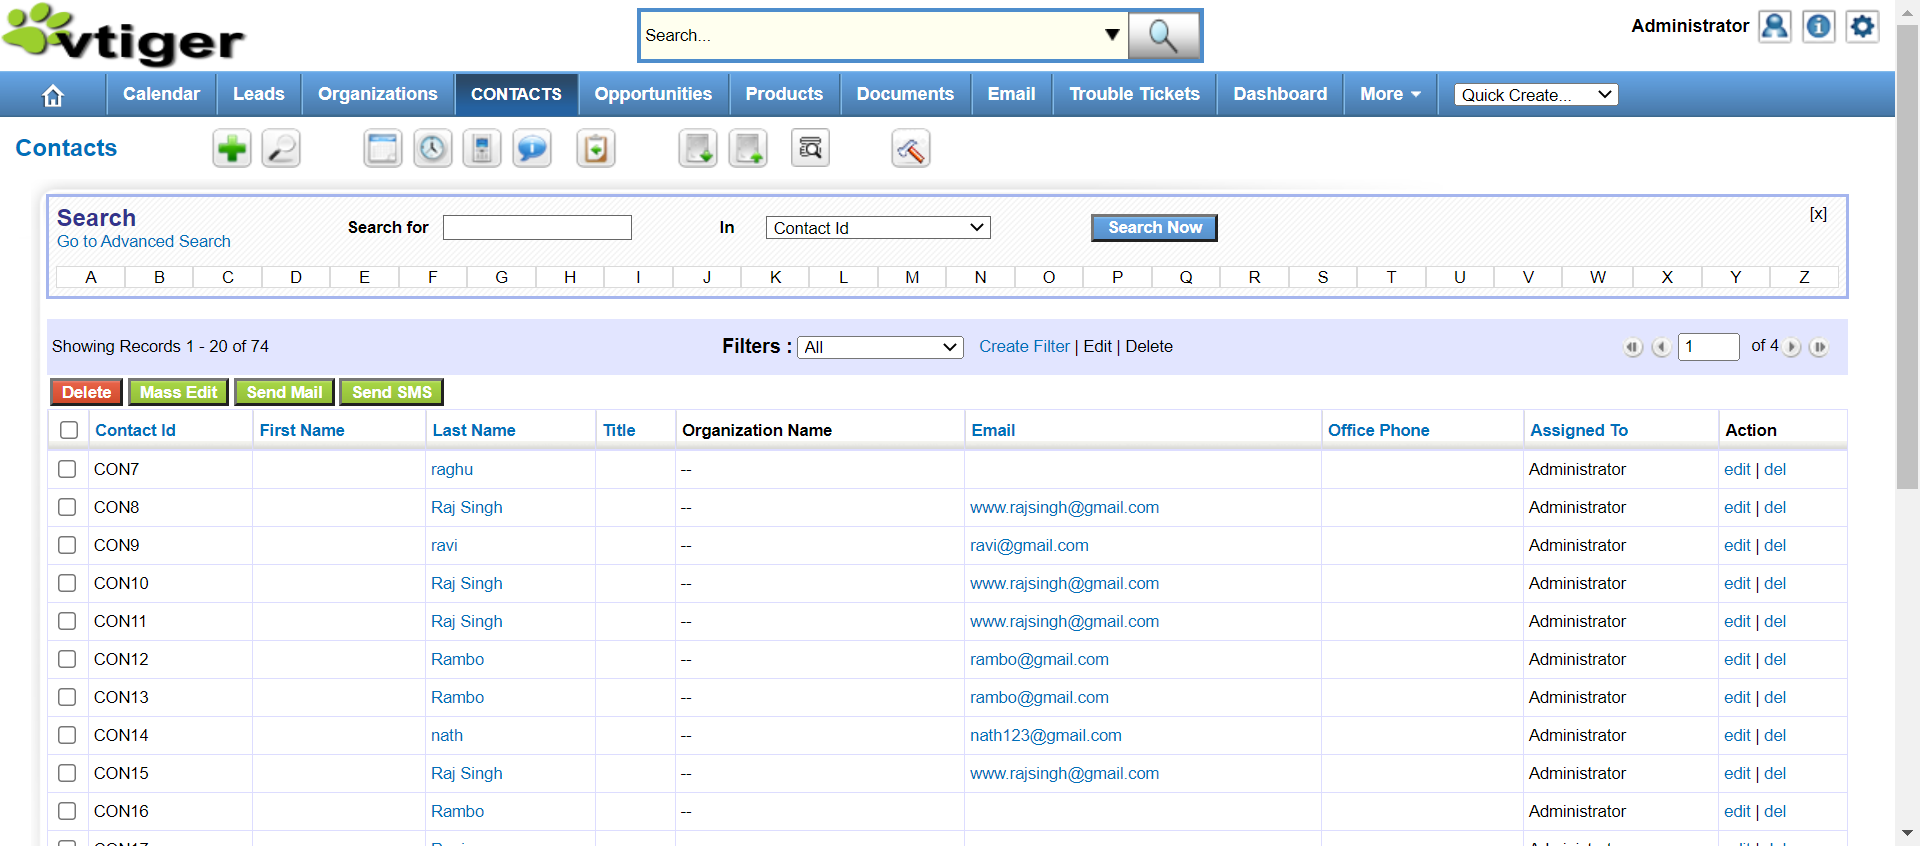 vtiger
Search...
Administrator
Calendar Leads Organizations CONTACTS Opportunities Products Documents Email Trouble Tickets Dashboard More Quick Create...
Contacts
Search
Go to Advanced Search
Search for In Contact Id Search Now [x]
A B C D E F G H I J K L M N O P Q R S T U V W X Y Z
Showing Records 1 - 20 of 74 Filters : All Create Filter | Edit | Delete 1 of 4
Delete Mass Edit Send Mail Send SMS
Contact Id First Name Last Name Title Organization Name Email Office Phone Assigned To Action
CON7 raghu -- Administrator edit | del
CON8 Raj Singh -- www.rajsingh@gmail.com Administrator edit | del
CON9 ravi -- ravi@gmail.com Administrator edit | del
CON10 Raj Singh -- www.rajsingh@gmail.com Administrator edit | del
CON11 Raj Singh -- www.rajsingh@gmail.com Administrator edit | del
CON12 Rambo -- rambo@gmail.com Administrator edit | del
CON13 Rambo -- rambo@gmail.com Administrator edit | del
CON14 nath -- nath123@gmail.com Administrator edit | del
CON15 Raj Singh -- www.rajsingh@gmail.com Administrator edit | del
CON16 Rambo -- Administrator edit | del